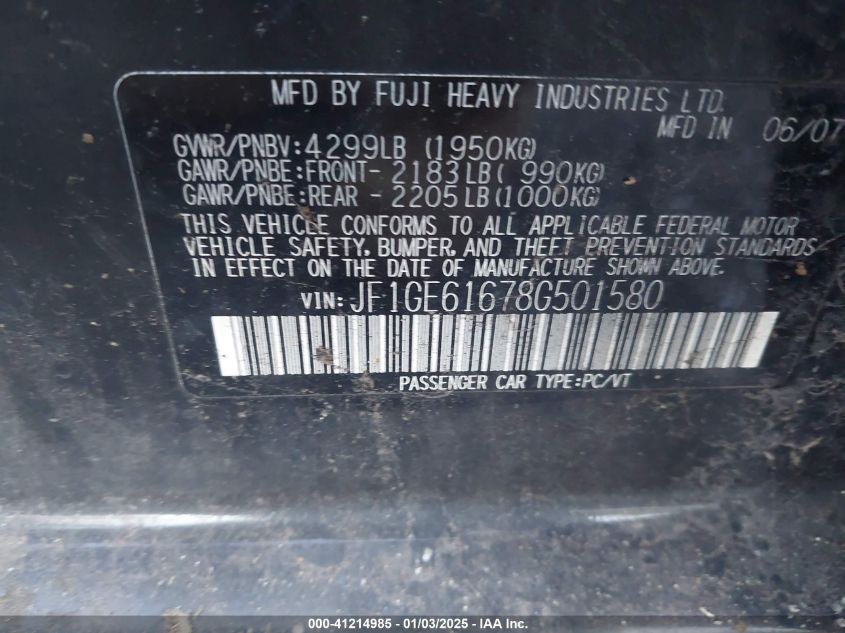 MFD BY FUJI HEAVY INDUSTRIES LTD.
MFD IN 06/07
GVWR/PNBV:4299LB (1950KG)
GAWR/PNBE:FRONT- 2183LB( 990KG)
GAWR/PNBE:REAR - 2205LB(1000KG)
THIS VEHICLE CONFORMS TO ALL APPLICABLE FEDERAL MOTOR
VEHICLE SAFETY, BUMPER, AND THEFT PREVENTION STANDARDS
IN EFFECT ON THE DATE OF MANUFACTURE SHOWN ABOVE.
VIN:JF1GE61678G501580
PASSENGER CAR TYPE:PC/VT
000-41214985 - 01/03/2025 - IAA Inc.